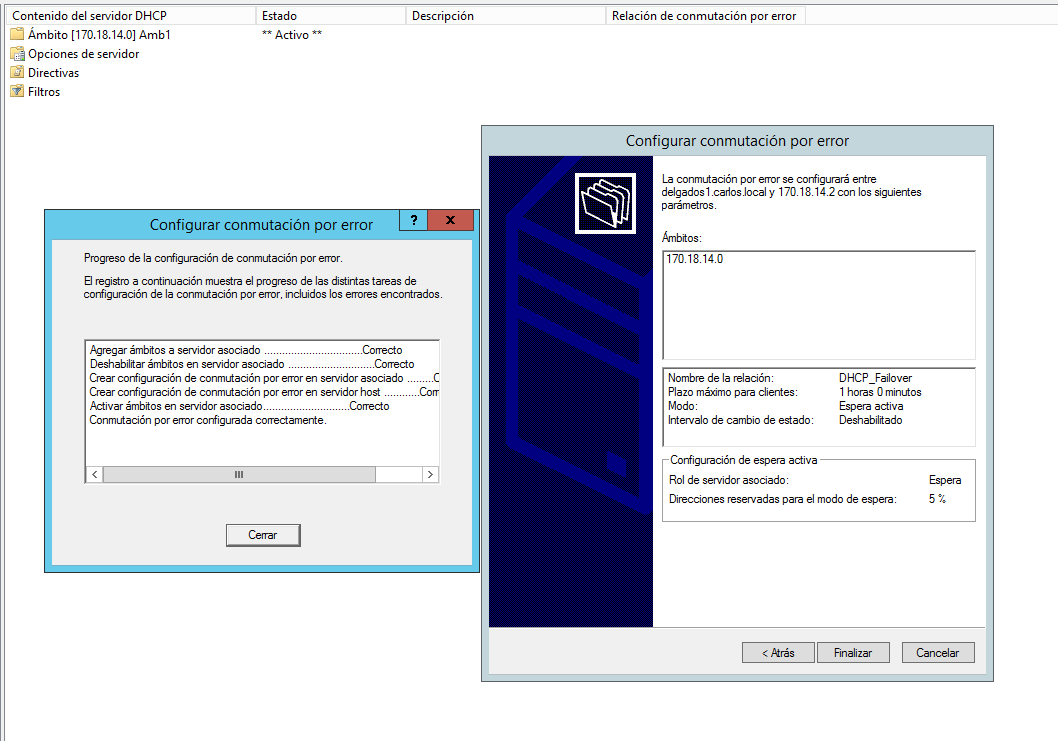 Contenido del servidor DHCP Estado Descripción Relación de conmutación por error
Ámbito [170.18.14.0] Amb1 ** Activo **
Opciones de servidor
Directivas
Filtros
Configurar conmutación por error ? x
Progreso de la configuración de conmutación por error.
El registro a continuación muestra el progreso de las distintas tareas de
configuración de la conmutación por error, incluidos los errores encontrados.
Agregar ámbitos a servidor asociado ..................................Correcto
Deshabilitar ámbitos en servidor asociado .............................Correcto
Crear configuración de conmutación por error en servidor asociado .........C
Crear configuración de conmutación por error en servidor host ............Corr
Activar ámbitos en servidor asociado.............................Correcto
Conmutación por error configurada correctamente.
Cerrar
Configurar conmutación por error
La conmutación por error se configurará entre
delgados1.carlos.local y 170.18.14.2 con los siguientes
parámetros.
Ámbitos:
170.18.14.0
Nombre de la relación: DHCP_Failover
Plazo máximo para clientes: 1 horas 0 minutos
Modo: Espera activa
Intervalo de cambio de estado: Deshabilitado
Configuración de espera activa
Rol de servidor asociado: Espera
Direcciones reservadas para el modo de espera: 5 %
< Atrás Finalizar Cancelar